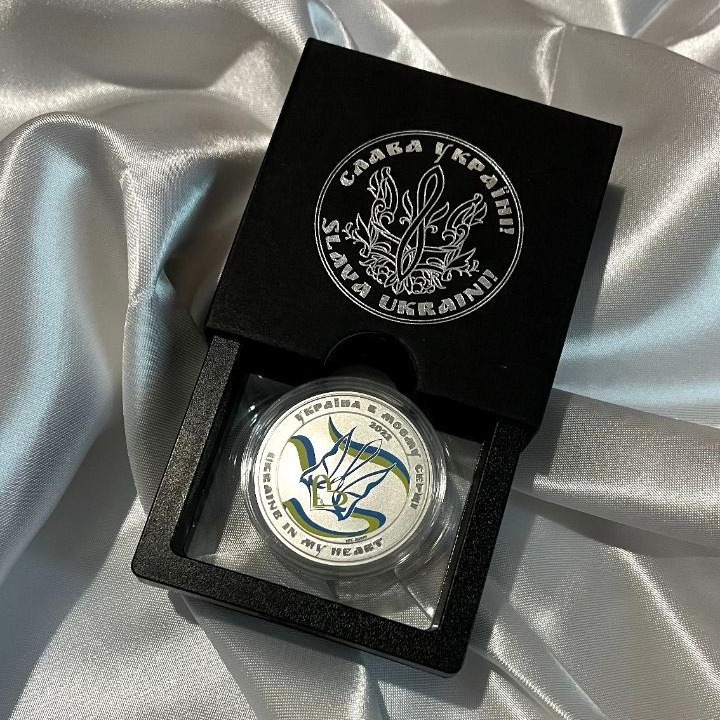 СЛАВА УКРАЇНІ!
SLAVA UKRAINI!
УКРАЇНА В МОЄМУ СЕРЦІ
2022
UKRAINE IN MY HEART